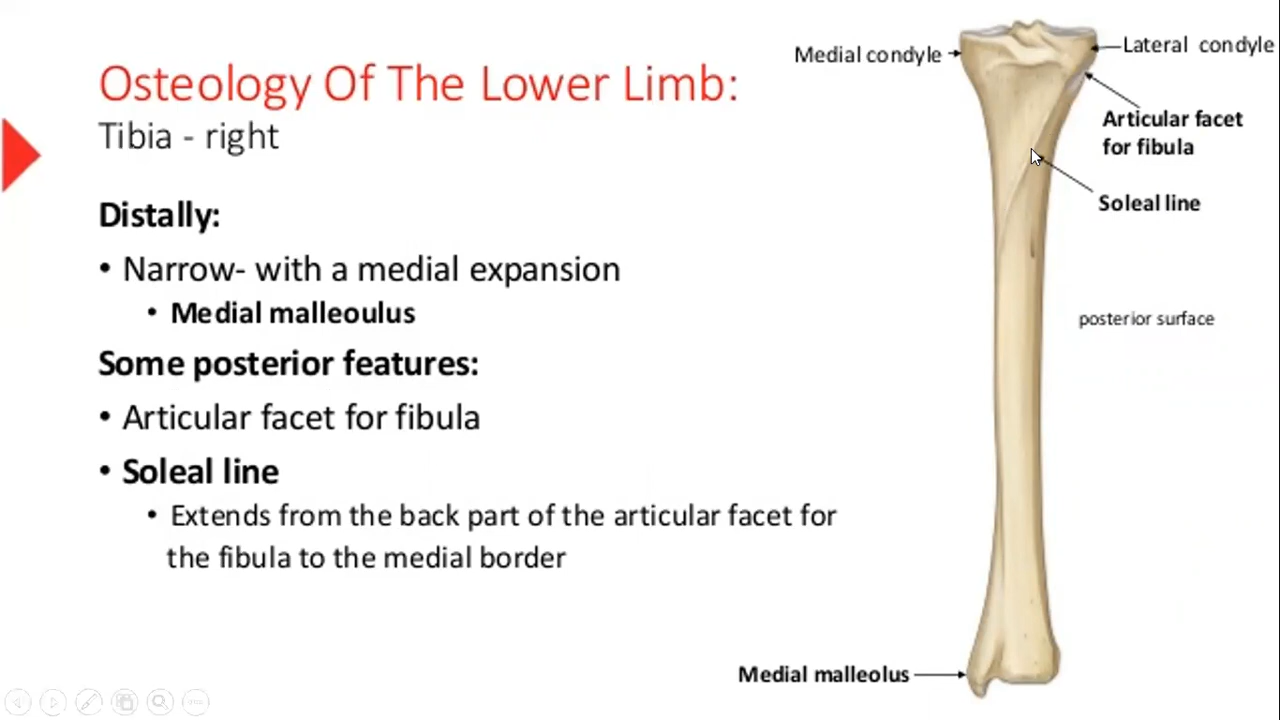 Osteology Of The Lower Limb:
Tibia - right
Distally:
• Narrow- with a medial expansion
• Medial malleoulus
Some posterior features:
• Articular facet for fibula
• Soleal line
• Extends from the back part of the articular facet for
the fibula to the medial border
Medial condyle
Lateral condyle
Articular facet
for fibula
Soleal line
posterior surface
Medial malleolus